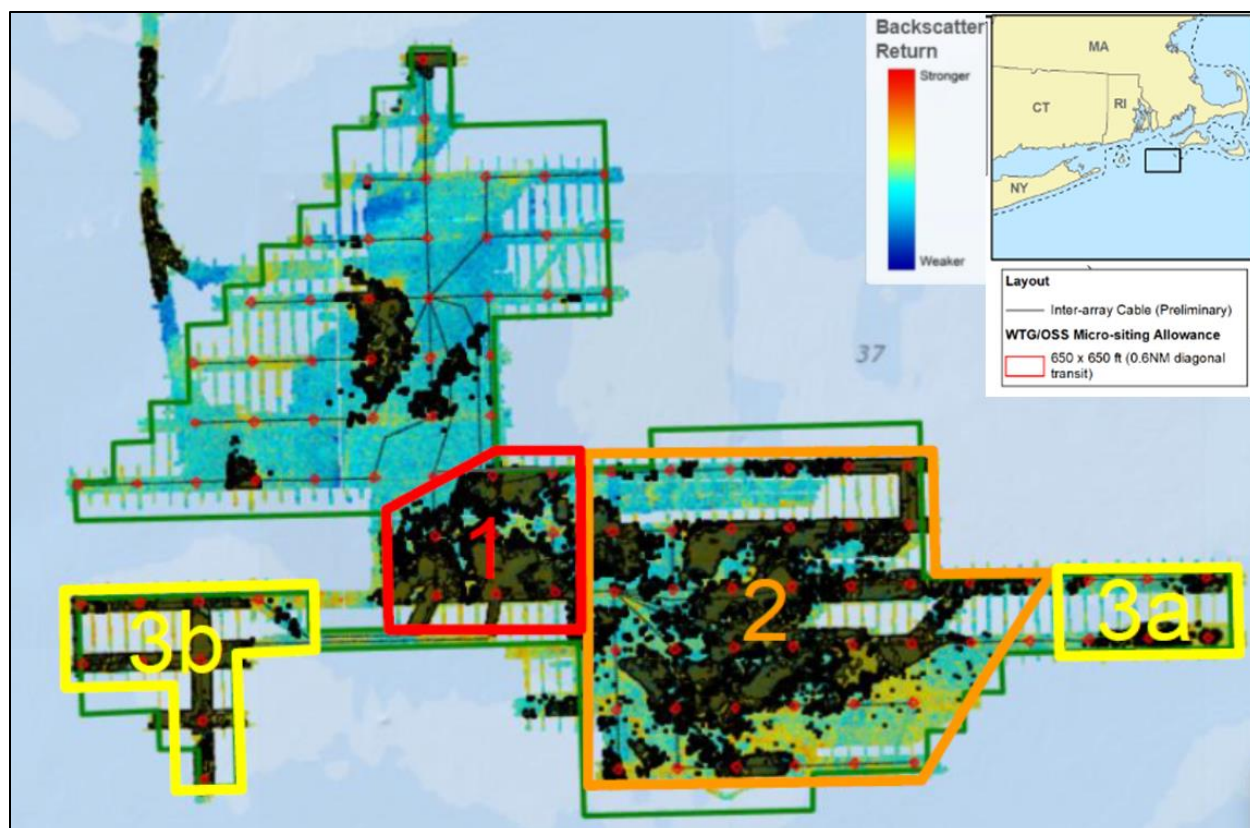 Backscatter
Return
Stronger
Weaker
MA
CT
RI
NY
Layout
Inter-array Cable (Preliminary)
WTG/OSS Micro-siting Allowance
650 x 650 ft (0.6NM diagonal
transit)
37
1
2
3b
3a